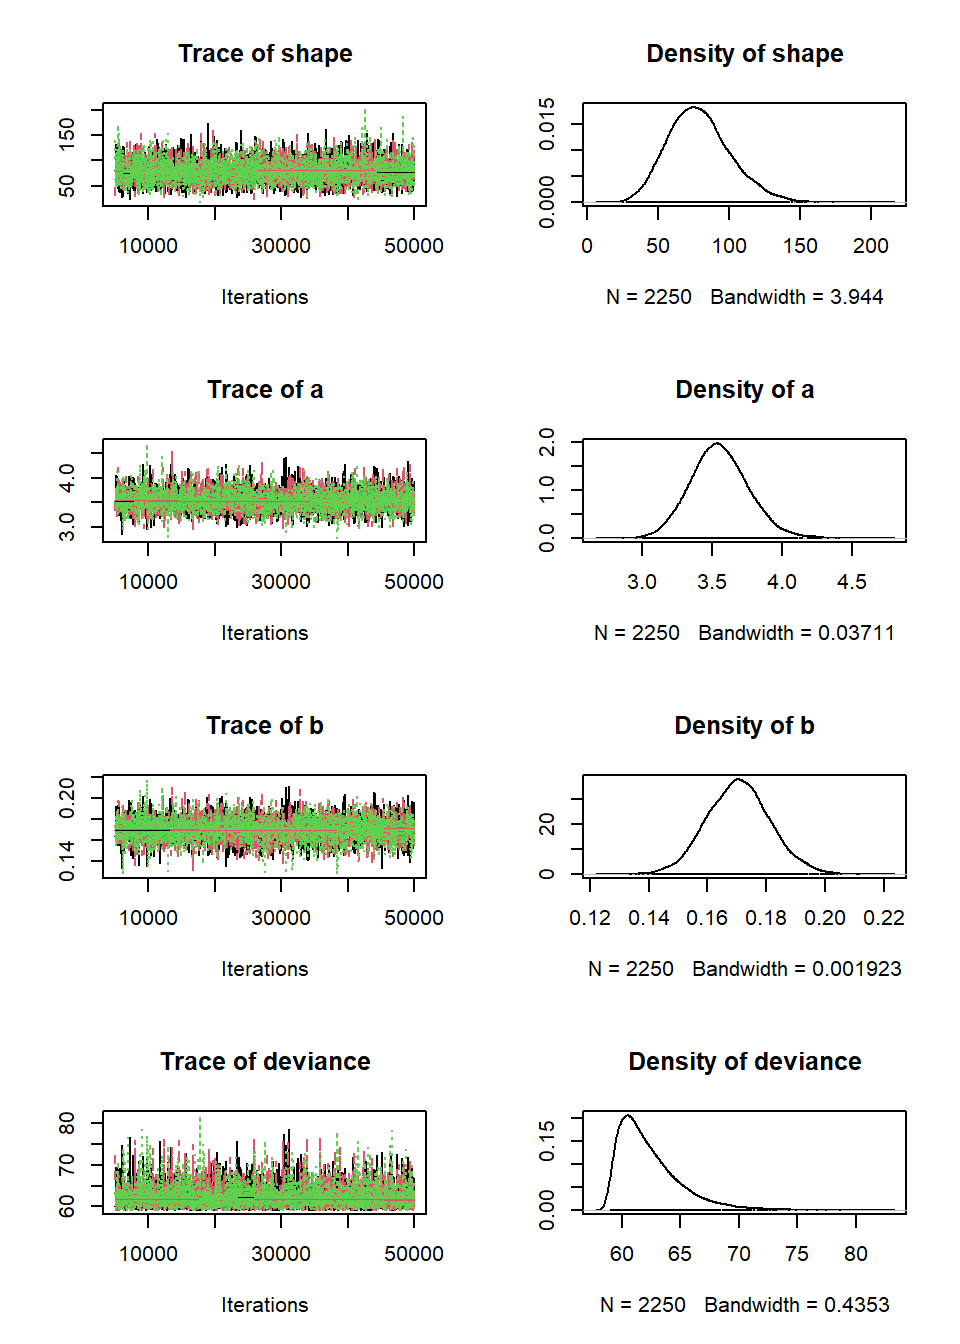 Trace of shape
50 150
10000 30000 50000
Iterations
Density of shape
0.000 0.015
0 50 100 150 200
N = 2250 Bandwidth = 3.944
Trace of a
3.0 4.0
10000 30000 50000
Iterations
Density of a
0.0 1.0 2.0
3.0 3.5 4.0 4.5
N = 2250 Bandwidth = 0.03711
Trace of b
0.14 0.20
10000 30000 50000
Iterations
Density of b
0 20
0.12 0.14 0.16 0.18 0.20 0.22
N = 2250 Bandwidth = 0.001923
Trace of deviance
60 70 80
10000 30000 50000
Iterations
Density of deviance
0.00 0.15
60 65 70 75 80
N = 2250 Bandwidth = 0.4353